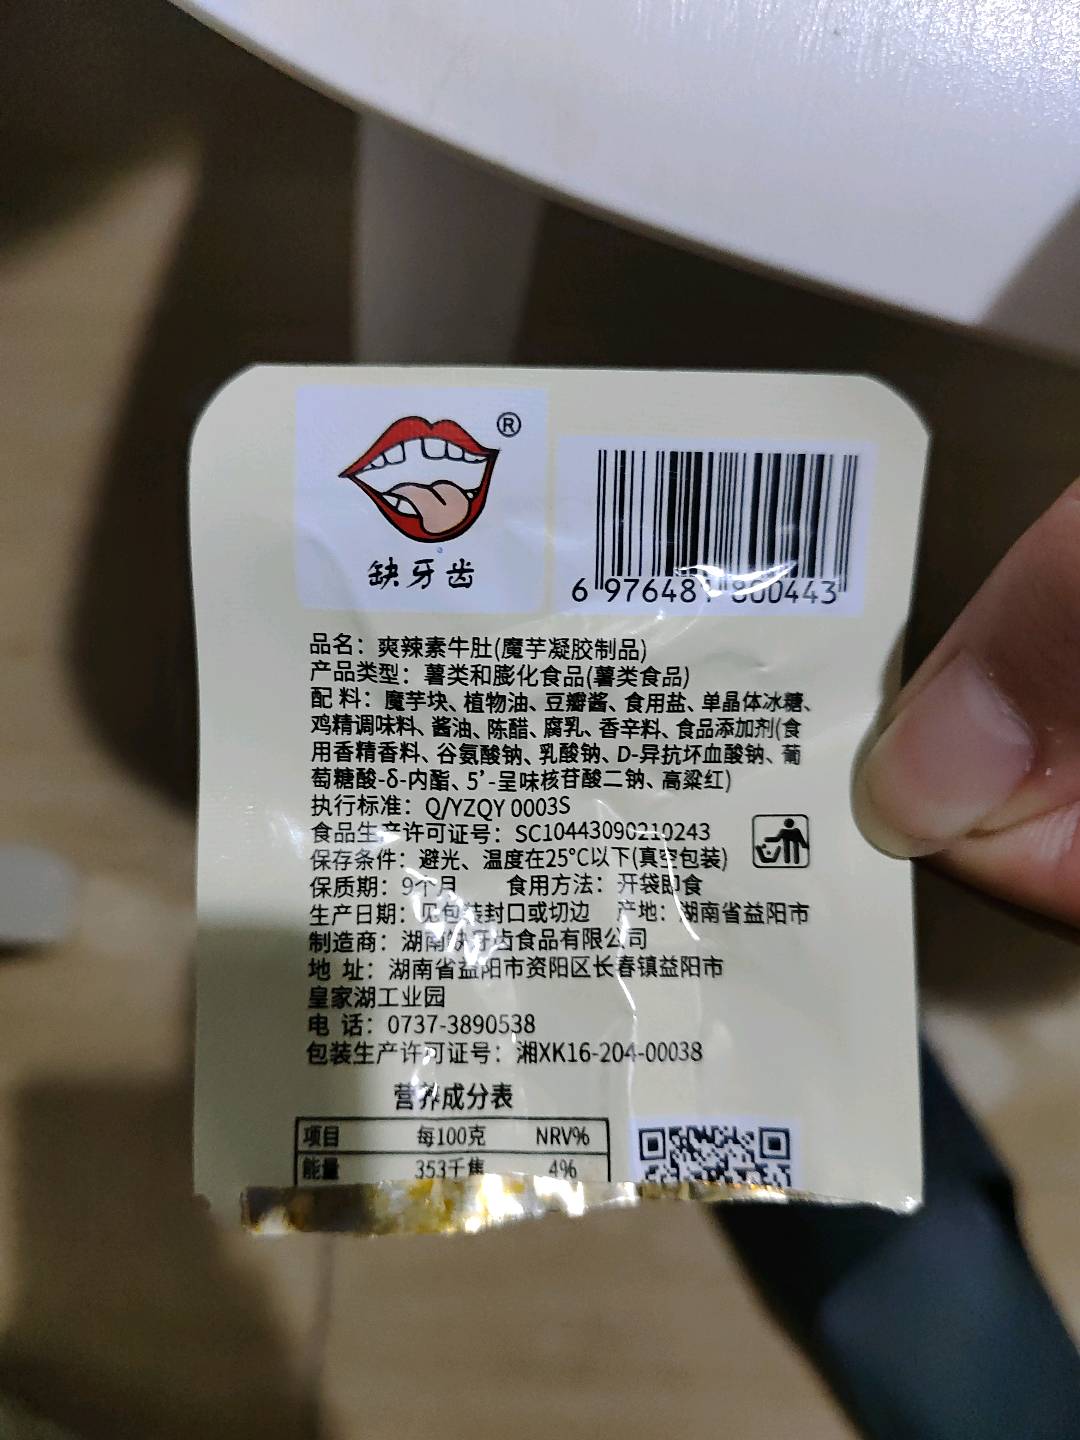 ®
缺牙齿
6 976481 800443
品名：爽辣素牛肚(魔芋凝胶制品)
产品类型：薯类和膨化食品(薯类食品)
配 料：魔芋块、植物油、豆瓣酱、食用盐、单晶体冰糖、
鸡精调味料、酱油、陈醋、腐乳、香辛料、食品添加剂(食
用香精香料、谷氨酸钠、乳酸钠、D-异抗坏血酸钠、葡
萄糖酸-δ-内酯、5’-呈味核苷酸二钠、高粱红)
执行标准：Q/YZQY 0003S
食品生产许可证号：SC10443090210243
保存条件：避光、温度在25°C以下(真空包装)
保质期：9个月 食用方法：开袋即食
生产日期：见包装封口或切边 产地：湖南省益阳市
制造商：湖南缺牙齿食品有限公司
地 址：湖南省益阳市资阳区长春镇益阳市
皇家湖工业园
电 话：0737-3890538
包装生产许可证号：湘XK16-204-00038
营养成分表
项目 每100克 NRV%
能量 353千焦 4%